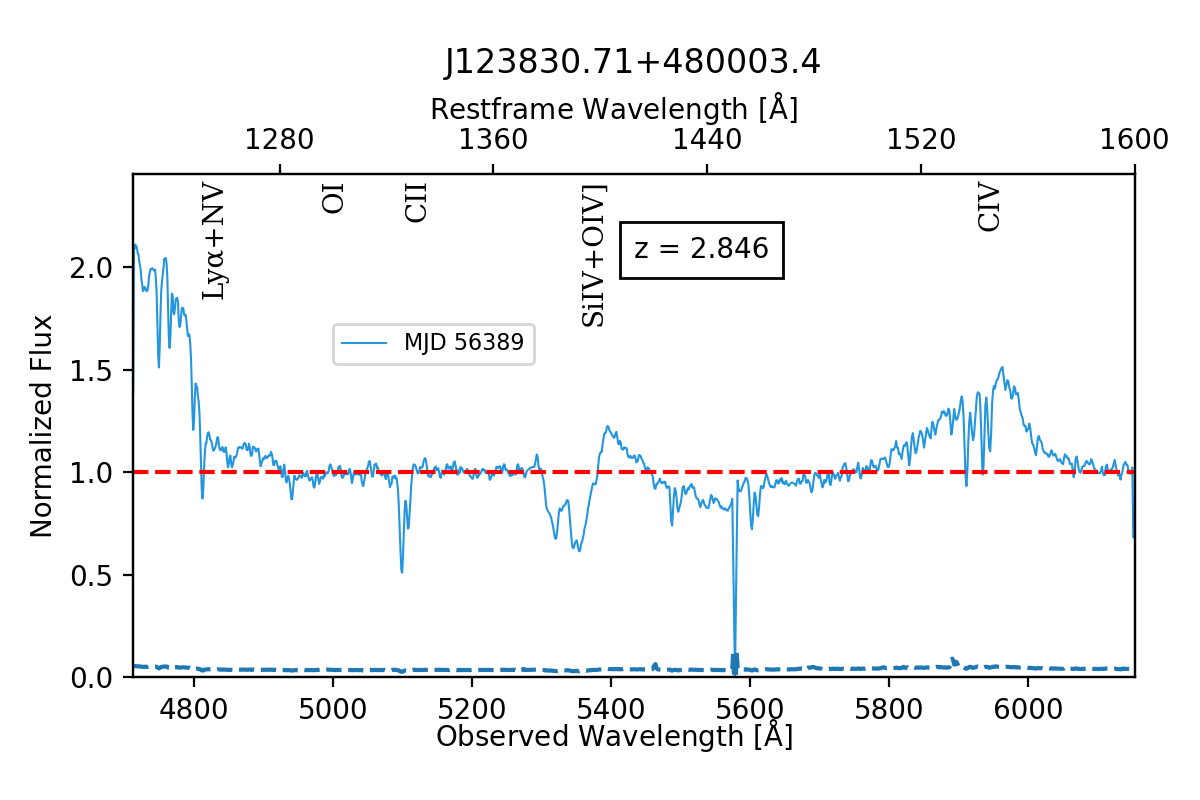 J123830.71+480003.4
Restframe Wavelength [Å]
1280 1360 1440 1520 1600
Lyα+NV
OI
CII
SiIV+OIV]
CIV
z = 2.846
MJD 56389
Normalized Flux
2.0
1.5
1.0
0.5
0.0
4800 5000 5200 5400 5600 5800 6000
Observed Wavelength [Å]